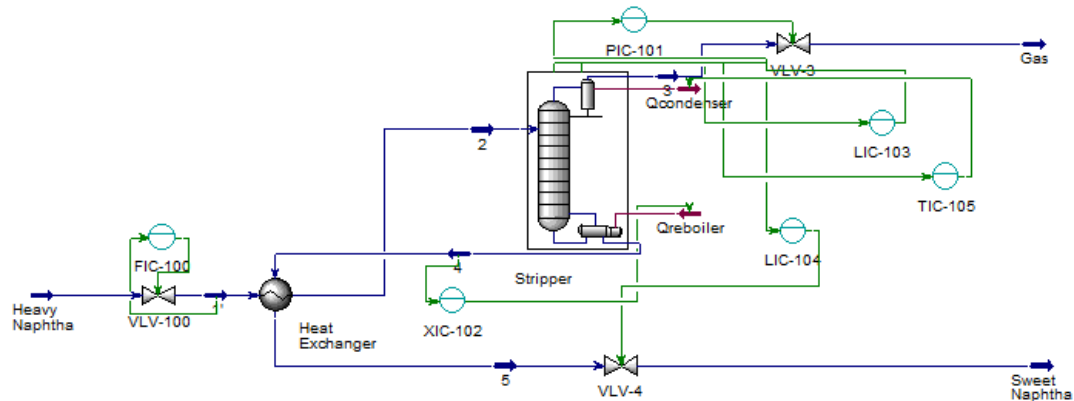 PIC-101
VLV-3
Gas
3
Qcondenser
LIC-103
2
TIC-105
Qreboiler
LIC-104
4
FIC-100
Stripper
Heavy
Naphtha
VLV-100
Heat
Exchanger
XIC-102
5
VLV-4
Sweet
Naphtha